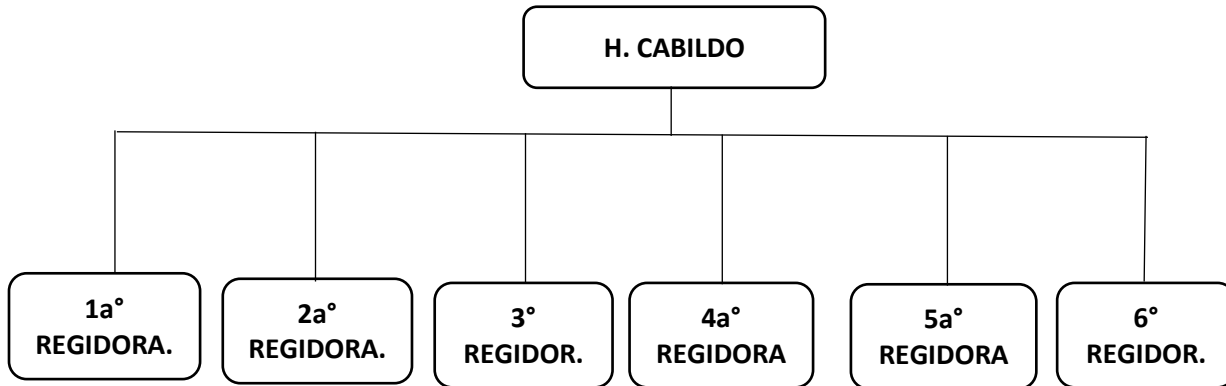 H. CABILDO
1a°
REGIDORA.
2a°
REGIDORA.
3°
REGIDOR.
4a°
REGIDORA
5a°
REGIDORA
6°
REGIDOR.